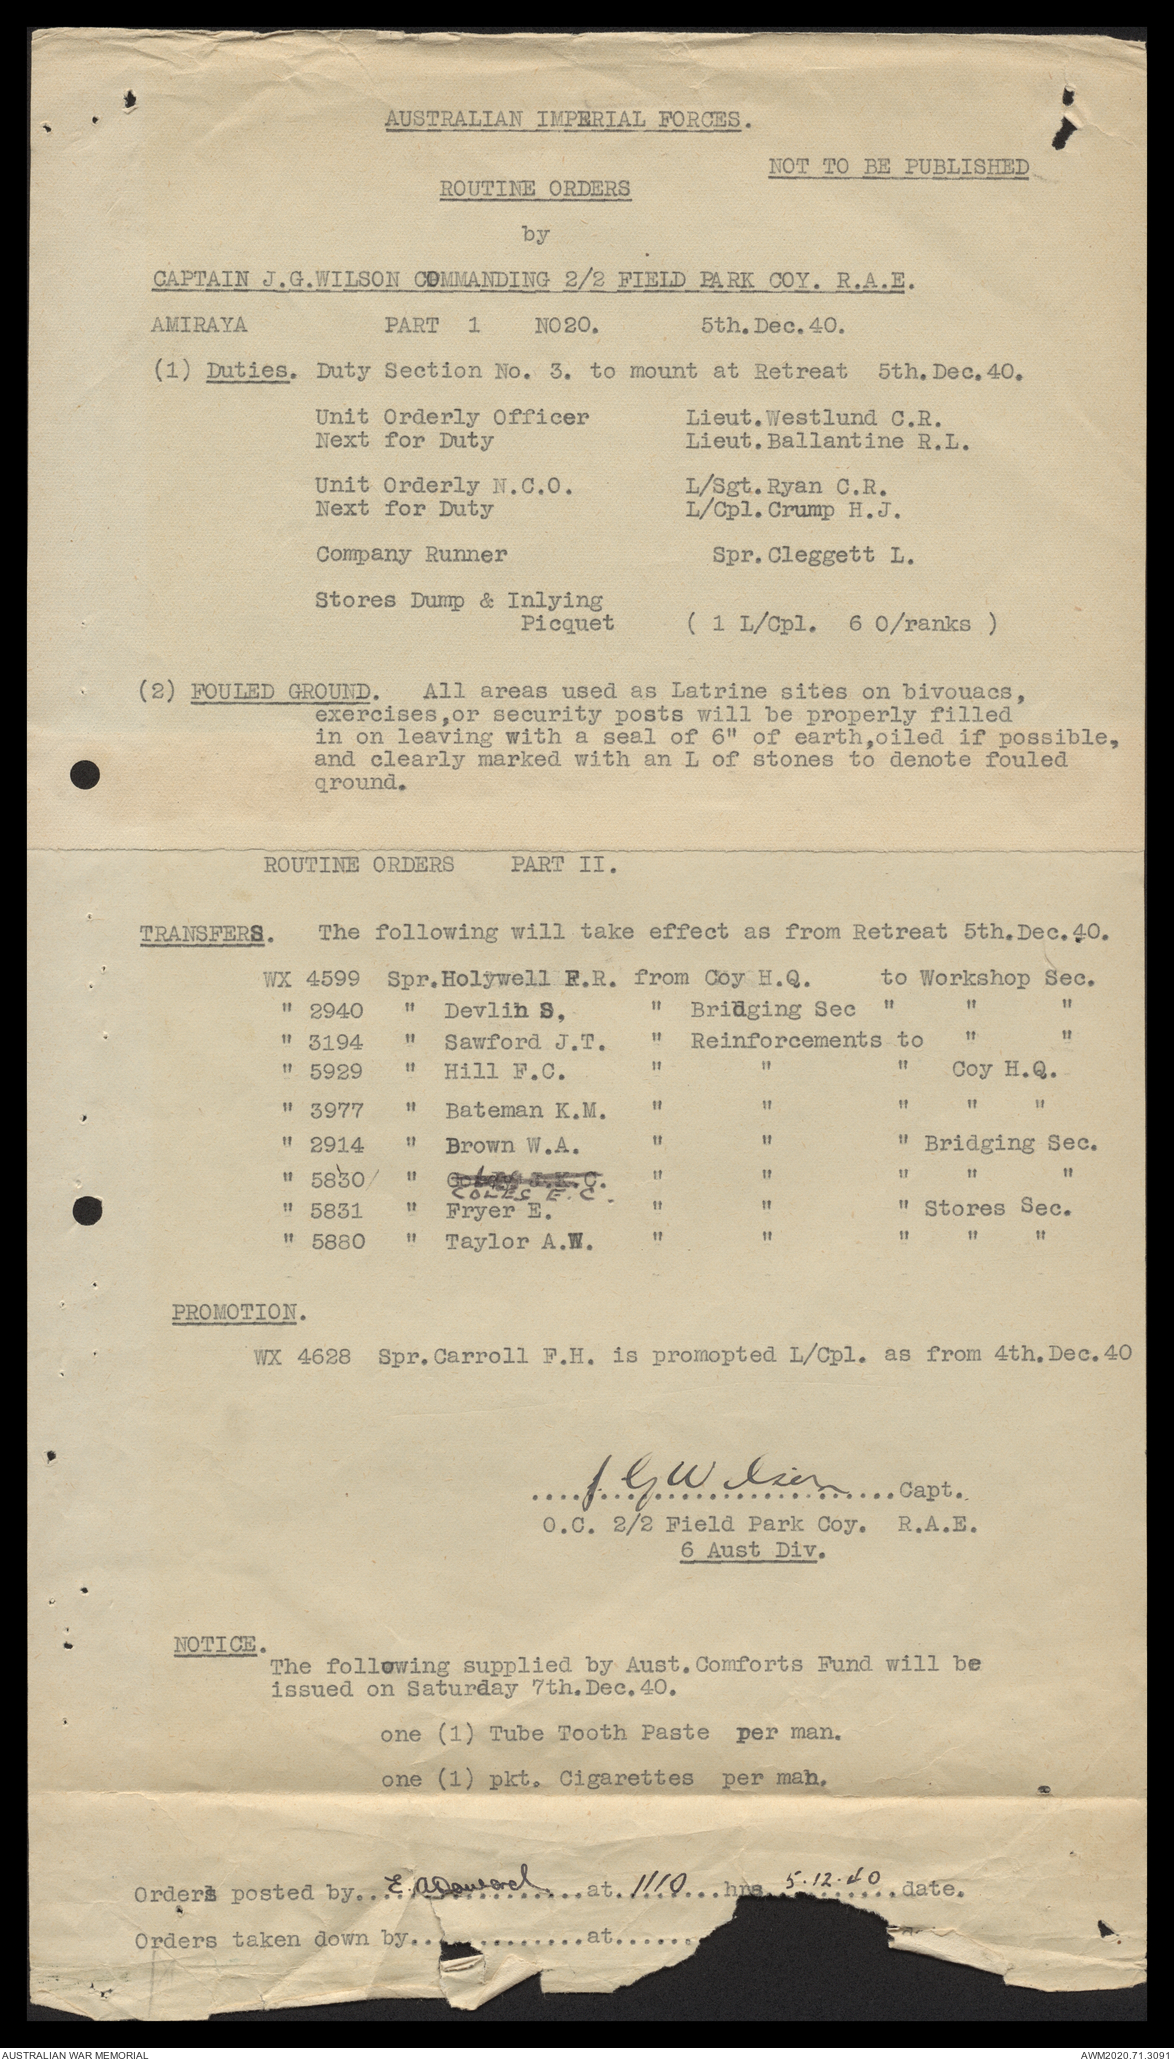 AUSTRALIAN IMPERIAL FORCES.
NOT TO BE PUBLISHED
ROUTINE ORDERS
by
CAPTAIN J.G.WILSON COMMANDING 2/2 FIELD PARK COY. R.A.E.
AMIRAYA PART 1 NO20. 5th.Dec.40.
(1) Duties. Duty Section No. 3. to mount at Retreat 5th.Dec.40.
Unit Orderly Officer Lieut.Westlund C.R.
Next for Duty Lieut.Ballantine R.L.
Unit Orderly N.C.O. L/Sgt.Ryan C.R.
Next for Duty L/Cpl.Crump H.J.
Company Runner Spr.Cleggett L.
Stores Dump & Inlying
Picquet ( 1 L/Cpl. 6 O/ranks )
(2) FOULED GROUND. All areas used as Latrine sites on bivouacs,
exercises,or security posts will be properly filled
in on leaving with a seal of 6" of earth,oiled if possible,
and clearly marked with an L of stones to denote fouled
qround.
ROUTINE ORDERS PART II.
TRANSFERS. The following will take effect as from Retreat 5th.Dec.40.
WX 4599 Spr.Holywell F.R. from Coy H.Q. to Workshop Sec.
" 2940 " Devlin S, " Bridging Sec " " "
" 3194 " Sawford J.T. " Reinforcements to " "
" 5929 " Hill F.C. " " " Coy H.Q.
" 3977 " Bateman K.M. " " " " "
" 2914 " Brown W.A. " " " Bridging Sec.
" 5830 " " " " " "
COLES E.C.
" 5831 " Fryer E. " " " Stores Sec.
" 5880 " Taylor A.W. " " " " "
PROMOTION.
WX 4628 Spr.Carroll F.H. is promopted L/Cpl. as from 4th.Dec.40
J G Wilson Capt.
O.C. 2/2 Field Park Coy. R.A.E.
6 Aust Div.
NOTICE.
The following supplied by Aust.Comforts Fund will be
issued on Saturday 7th.Dec.40.
one (1) Tube Tooth Paste per man.
one (1) pkt. Cigarettes per man.
Orders posted by..E.............at.1110...hrs 5.12.40 date.
Orders taken down by.............at......
AUSTRALIAN WAR MEMORIAL AWM2020.71.3091